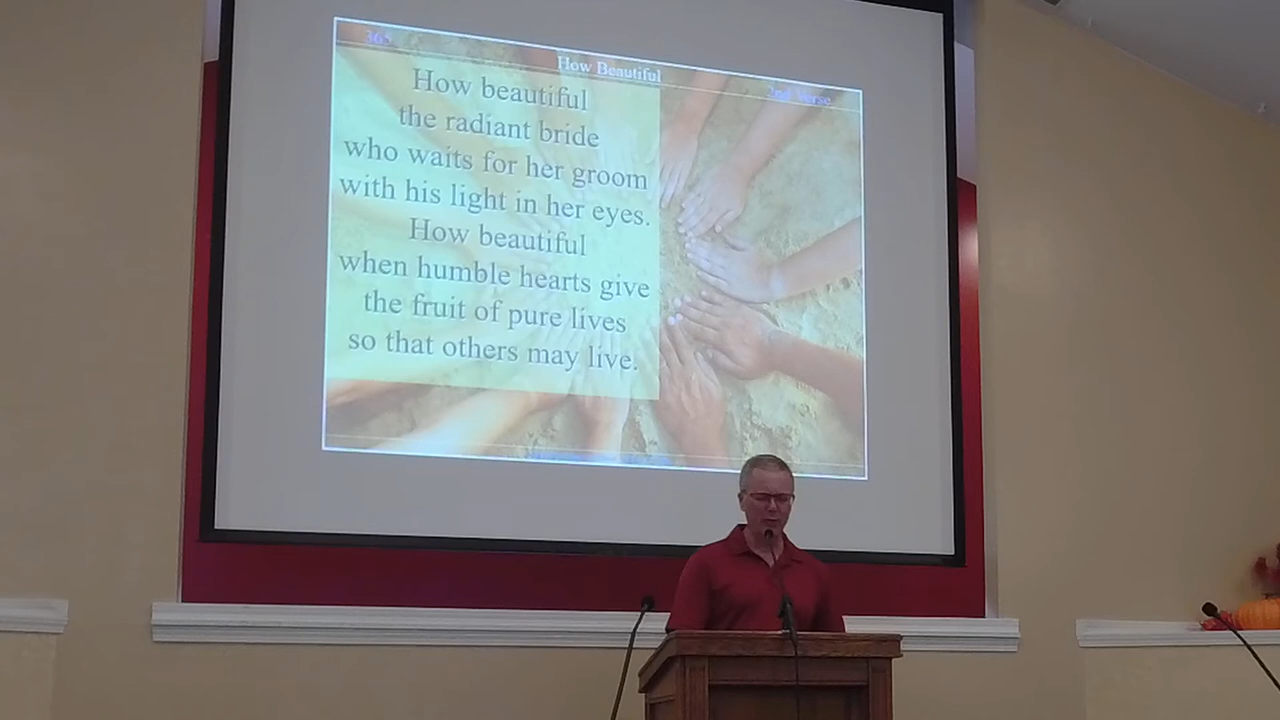 365
How Beautiful
2nd Verse
How beautiful
the radiant bride
who waits for her groom
with his light in her eyes.
How beautiful
when humble hearts give
the fruit of pure lives
so that others may live.